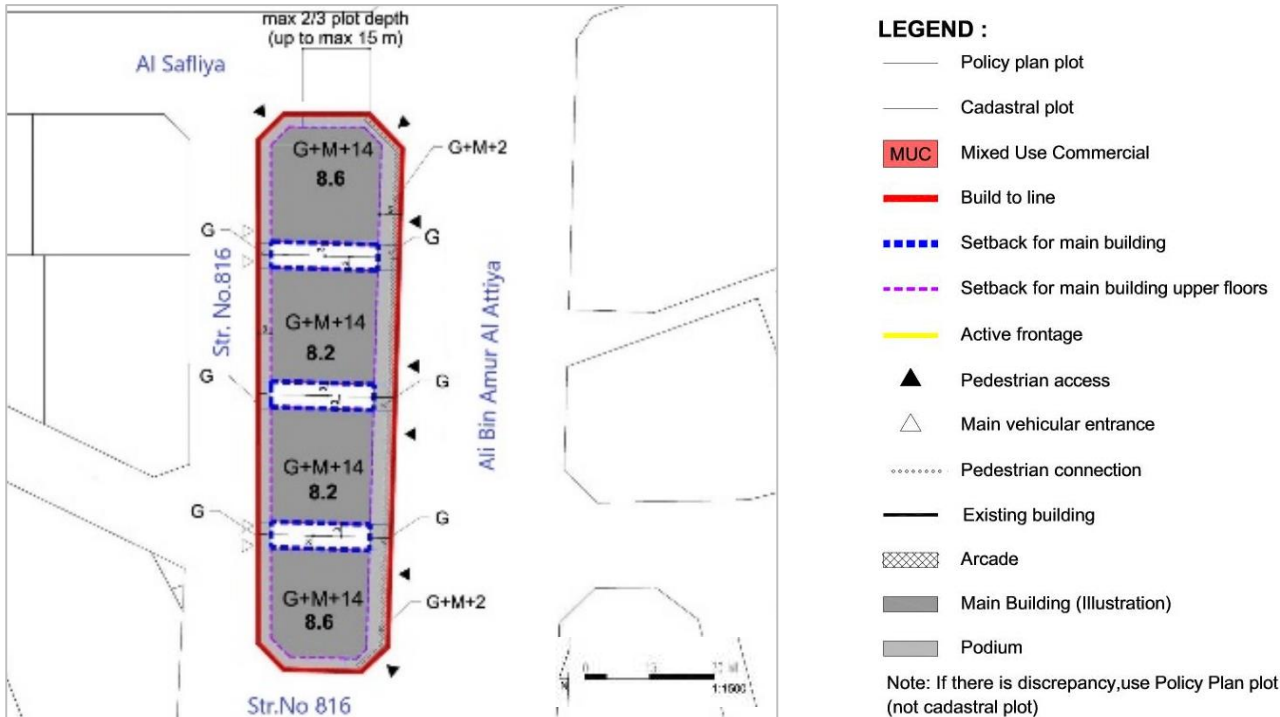 max 2/3 plot depth
(up to max 15 m)
Al Safliya
G+M+14
8.6
G+M+2
G
G
Str. No.816
G+M+14
8.2
Ali Bin Amur Al Attiya
G
G
G+M+14
8.2
G
G
G+M+14
8.6
G+M+2
Str.No 816
1:1500
LEGEND :
Policy plan plot
Cadastral plot
MUC Mixed Use Commercial
Build to line
Setback for main building
Setback for main building upper floors
Active frontage
Pedestrian access
Main vehicular entrance
Pedestrian connection
Existing building
Arcade
Main Building (Illustration)
Podium
Note: If there is discrepancy,use Policy Plan plot
(not cadastral plot)